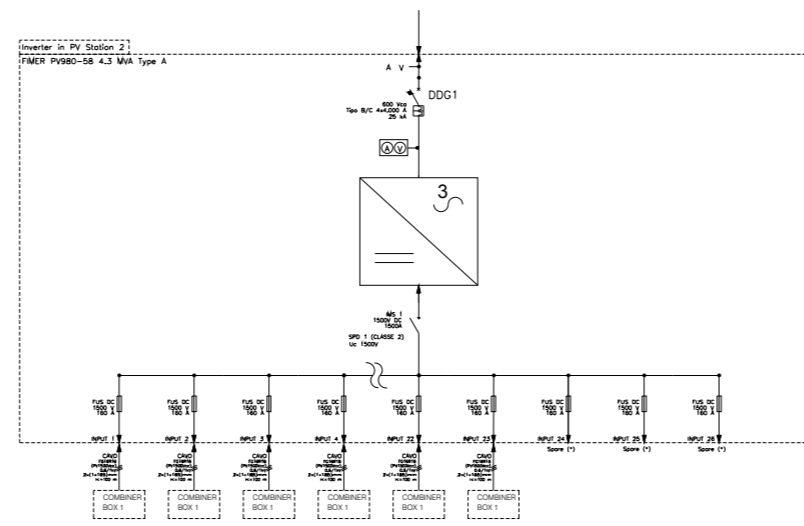 Inverter in PV Station 2
FIMER PV980-58 4.3 MVA Type A
A V
DDG1
600 Vca
Tipo B/C 4x4,000 A
25 kA
A V
3
IMS 1
1500V DC
1500A
SPD 1 (CLASSE 2)
Uc 1500V
FUS DC
1500 V
160 A
FUS DC
1500 V
160 A
FUS DC
1500 V
160 A
FUS DC
1500 V
160 A
FUS DC
1500 V
160 A
FUS DC
1500 V
160 A
FUS DC
1500 V
160 A
FUS DC
1500 V
160 A
FUS DC
1500 V
160 A
INPUT 1
INPUT 2
INPUT 3
INPUT 4
INPUT 22
INPUT 23
INPUT 24
INPUT 25
INPUT 26
Spare (*)
Spare (*)
Spare (*)
CAVO
CAVO
CAVO
CAVO
CAVO
CAVO
COMBINER
BOX 1
COMBINER
BOX 1
COMBINER
BOX 1
COMBINER
BOX 1
COMBINER
BOX 1
COMBINER
BOX 1